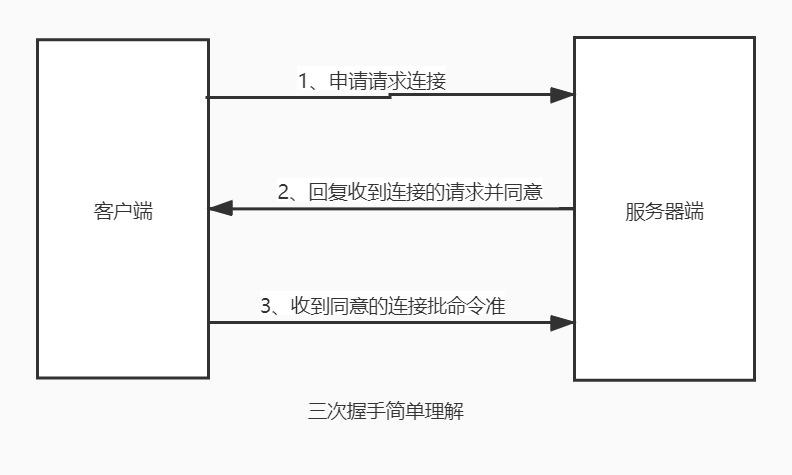 1、申请请求连接
2、回复收到连接的请求并同意
客户端
服务器端
3、收到同意的连接批命令准
三次握手简单理解